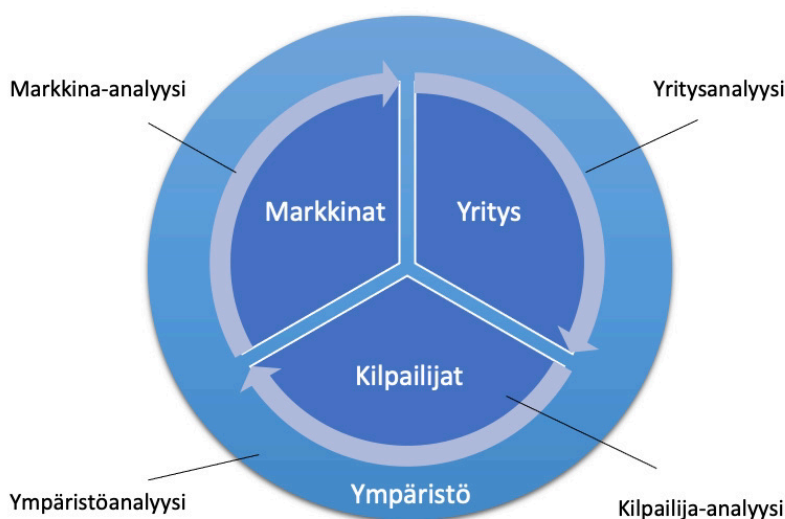 Markkina-analyysi
Yritysanalyysi
Markkinat
Yritys
Kilpailijat
Ympäristö
Ympäristöanalyysi
Kilpailija-analyysi